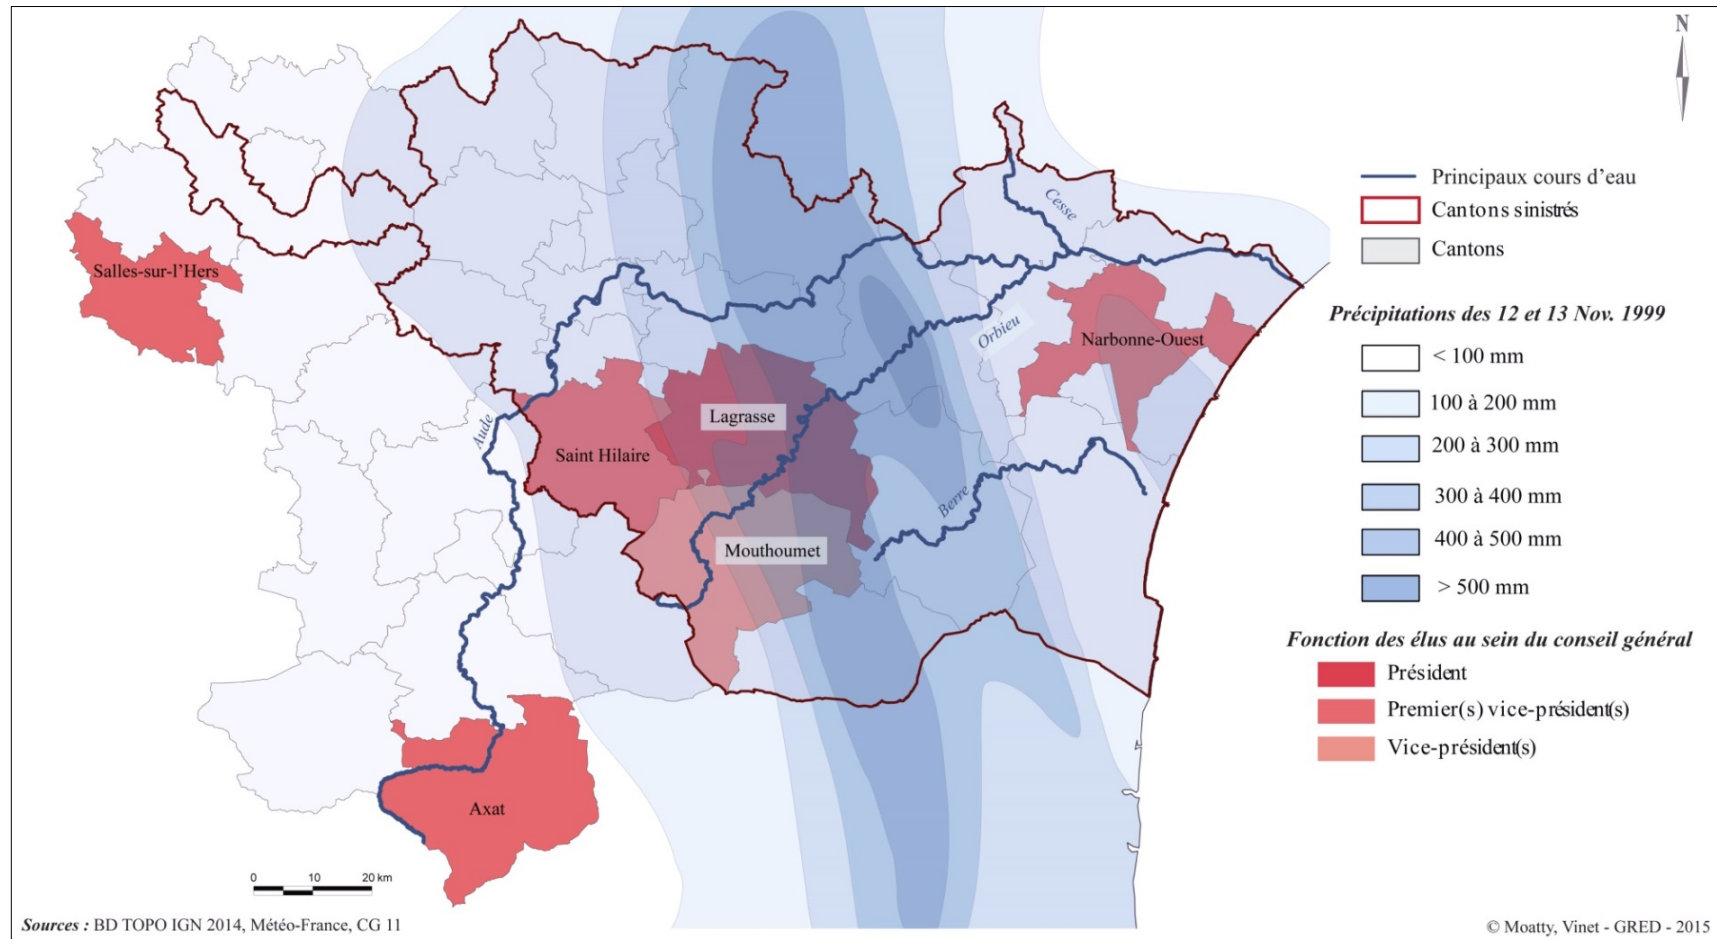 N
Principaux cours d'eau
Cantons sinistrés
Cantons
Précipitations des 12 et 13 Nov. 1999
< 100 mm
100 à 200 mm
200 à 300 mm
300 à 400 mm
400 à 500 mm
> 500 mm
Fonction des élus au sein du conseil général
Président
Premier(s) vice-président(s)
Vice-président(s)
Cesse
Salles-sur-l'Hers
Orbieu
Narbonne-Ouest
Lagrasse
Aude
Saint Hilaire
Berre
Mouthoumet
Axat
0 10 20 km
Sources : BD TOPO IGN 2014, Météo-France, CG 11
© Moatty, Vinet - GRED - 2015